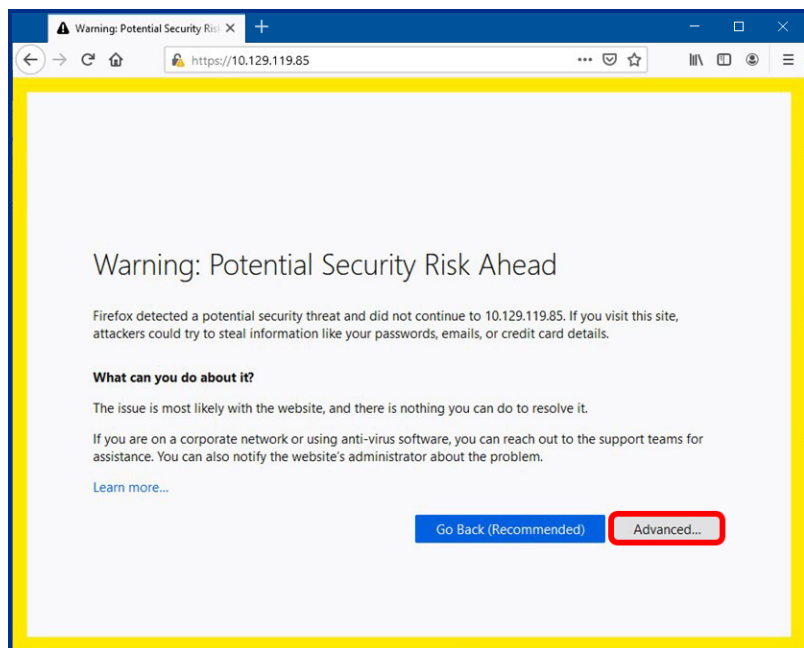 Warning: Potential Security Ris
https://10.129.119.85
Warning: Potential Security Risk Ahead
Firefox detected a potential security threat and did not continue to 10.129.119.85. If you visit this site,
attackers could try to steal information like your passwords, emails, or credit card details.
What can you do about it?
The issue is most likely with the website, and there is nothing you can do to resolve it.
If you are on a corporate network or using anti-virus software, you can reach out to the support teams for
assistance. You can also notify the website's administrator about the problem.
Learn more...
Go Back (Recommended) Advanced...